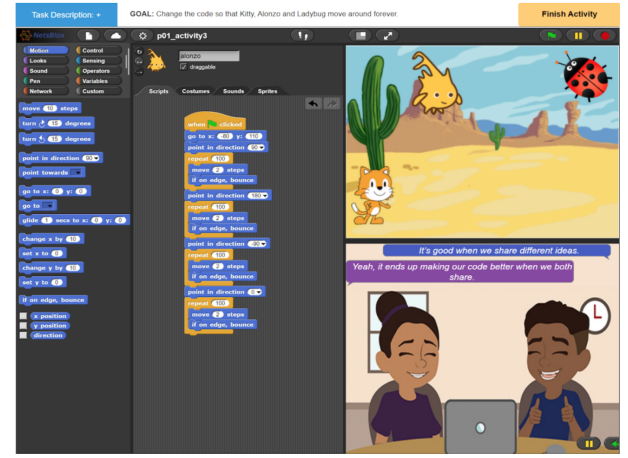 Task Description: +
GOAL: Change the code so that Kitty, Alonzo and Ladybug move around forever.
Finish Activity
NetsBlox
p01_activity3
Motion
Control
Looks
Sensing
Sound
Operators
Pen
Variables
Network
Custom
alonzo
draggable
Scripts
Costumes
Sounds
Sprites
move 10 steps
turn 15 degrees
turn 15 degrees
point in direction 90
point towards
go to x: 0 y: 0
go to
glide 1 secs to x: 0 y: 0
change x by 10
set x to 0
change y by 10
set y to 0
if on edge, bounce
x position
y position
direction
when clicked
go to x: -80 y: 110
point in direction 90
repeat 100
move 2 steps
if on edge, bounce
point in direction 180
repeat 100
move 2 steps
if on edge, bounce
point in direction -90
repeat 100
move 2 steps
if on edge, bounce
point in direction 0
repeat 100
move 2 steps
if on edge, bounce
It's good when we share different ideas.
Yeah, it ends up making our code better when we both
share.